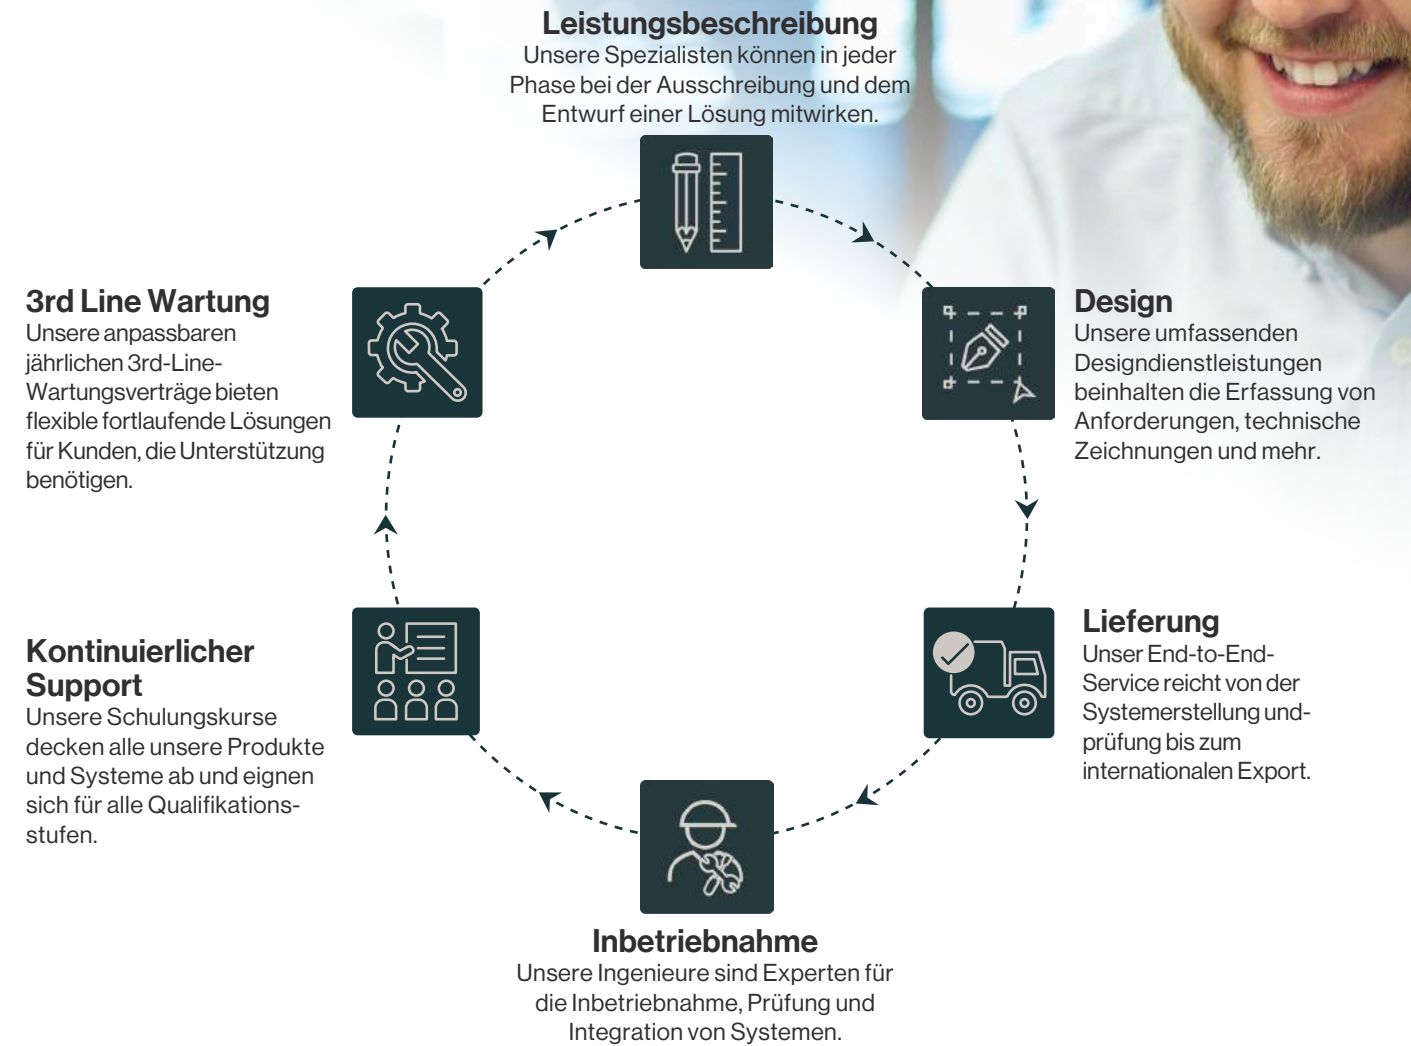 Leistungsbeschreibung
Unsere Spezialisten können in jeder
Phase bei der Ausschreibung und dem
Entwurf einer Lösung mitwirken.
Design
Unsere umfassenden
Designdienstleistungen
beinhalten die Erfassung von
Anforderungen, technische
Zeichnungen und mehr.
Lieferung
Unser End-to-End-
Service reicht von der
Systemerstellung und-
prüfung bis zum
internationalen Export.
Inbetriebnahme
Unsere Ingenieure sind Experten für
die Inbetriebnahme, Prüfung und
Integration von Systemen.
Kontinuierlicher
Support
Unsere Schulungskurse
decken alle unsere Produkte
und Systeme ab und eignen
sich für alle Qualifikations-
stufen.
3rd Line Wartung
Unsere anpassbaren
jährlichen 3rd-Line-
Wartungsverträge bieten
flexible fortlaufende Lösungen
für Kunden, die Unterstützung
benötigen.